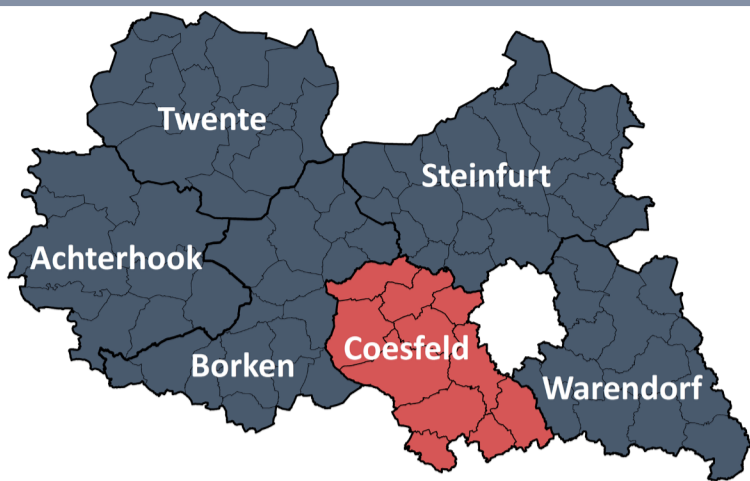 Twente
Steinfurt
Achterhook
Coesfeld
Borken
Warendorf